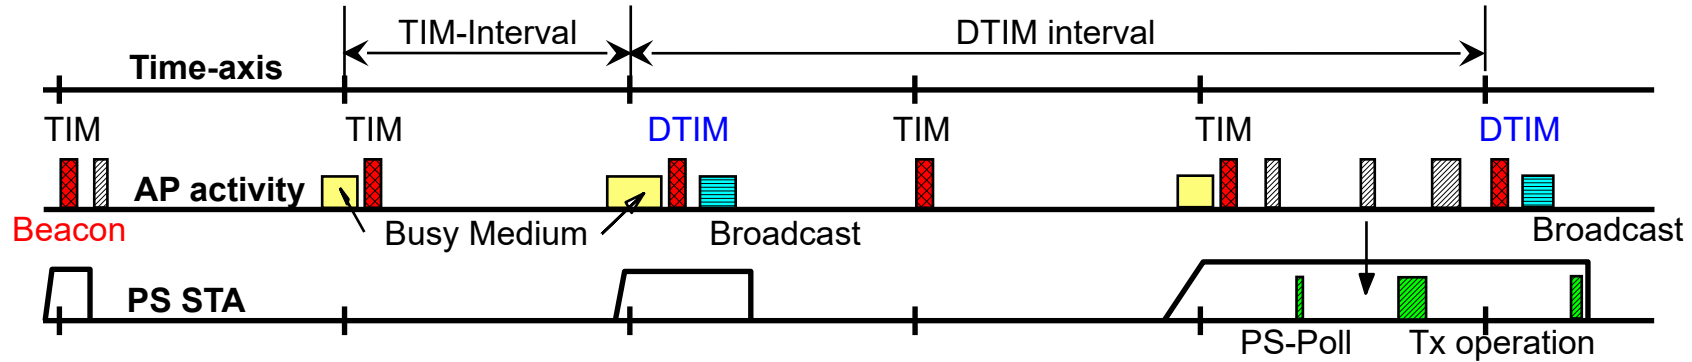 TIM-Interval
DTIM interval
Time-axis
TIM
TIM
DTIM
TIM
TIM
DTIM
AP activity
Beacon
Busy Medium
Broadcast
Broadcast
PS STA
PS-Poll
Tx operation